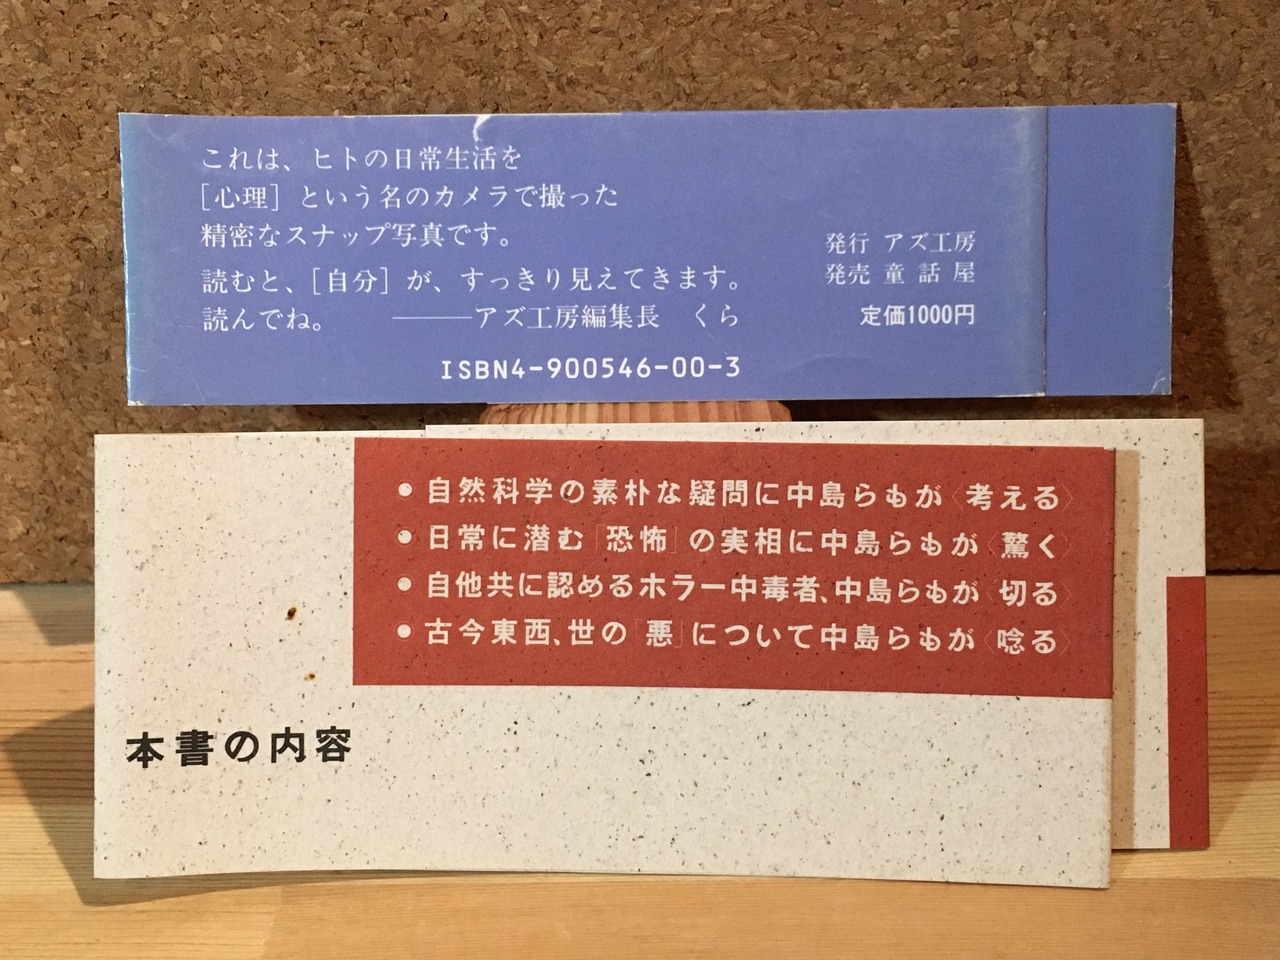 これは、ヒトの日常生活を
［心理］という名のカメラで撮った
精密なスナップ写真です。
読むと、［自分］が、すっきり見えてきます。
読んでね。　———アズ工房編集長　くら
発行 アズ工房
発売 童話屋
定価1000円
ISBN4-900546-00-3
●自然科学の素朴な疑問に中島らもが〈考える〉
●日常に潜む「恐怖」の実相に中島らもが〈驚く〉
●自他共に認めるホラー中毒者、中島らもが〈切る〉
●古今東西、世の「悪」について中島らもが〈唸る〉
本書の内容